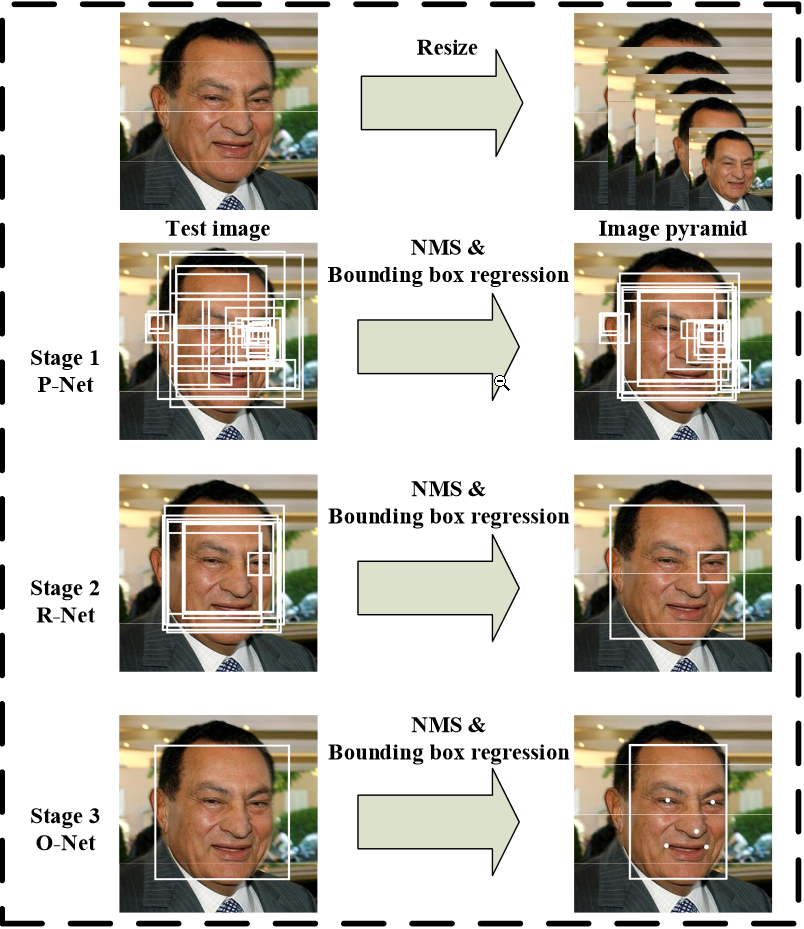 Resize
Test image
Image pyramid
NMS &
Bounding box regression
Stage 1
P-Net
NMS &
Bounding box regression
Stage 2
R-Net
NMS &
Bounding box regression
Stage 3
O-Net